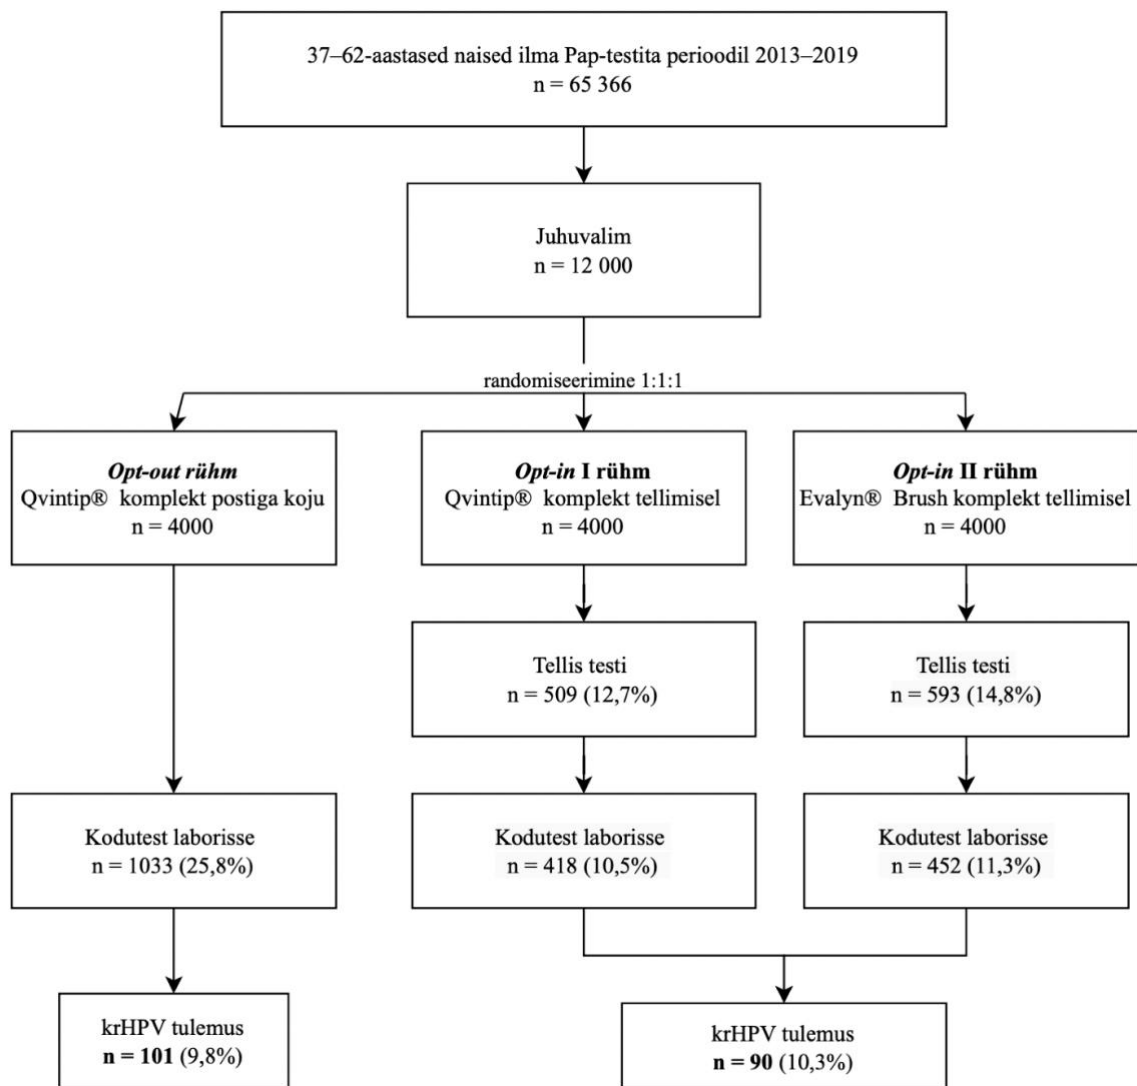 37–62-aastased naised ilma Pap-testita perioodil 2013–2019
n = 65 366
Juhuvalim
n = 12 000
randomiseerimine 1:1:1
Opt-out rühm
Qvintip® komplekt postiga koju
n = 4000
Opt-in I rühm
Qvintip® komplekt tellimisel
n = 4000
Opt-in II rühm
Evalyn® Brush komplekt tellimisel
n = 4000
Tellis testi
n = 509 (12,7%)
Tellis testi
n = 593 (14,8%)
Kodutest laborisse
n = 1033 (25,8%)
Kodutest laborisse
n = 418 (10,5%)
Kodutest laborisse
n = 452 (11,3%)
krHPV tulemus
n = 101 (9,8%)
krHPV tulemus
n = 90 (10,3%)